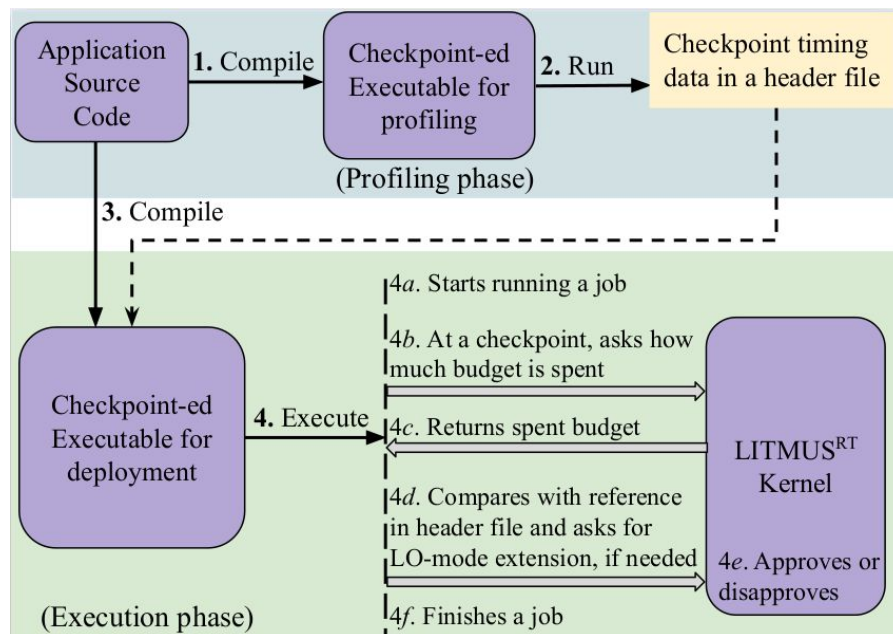 Application
Source
Code
1. Compile
Checkpoint-ed
Executable for
profiling
2. Run
Checkpoint timing
data in a header file
(Profiling phase)
3. Compile
Checkpoint-ed
Executable for
deployment
4. Execute
(Execution phase)
4a. Starts running a job
4b. At a checkpoint, asks how
much budget is spent
4c. Returns spent budget
4d. Compares with reference
in header file and asks for
LO-mode extension, if needed
4f. Finishes a job
LITMUSRT
Kernel
4e. Approves or
disapproves